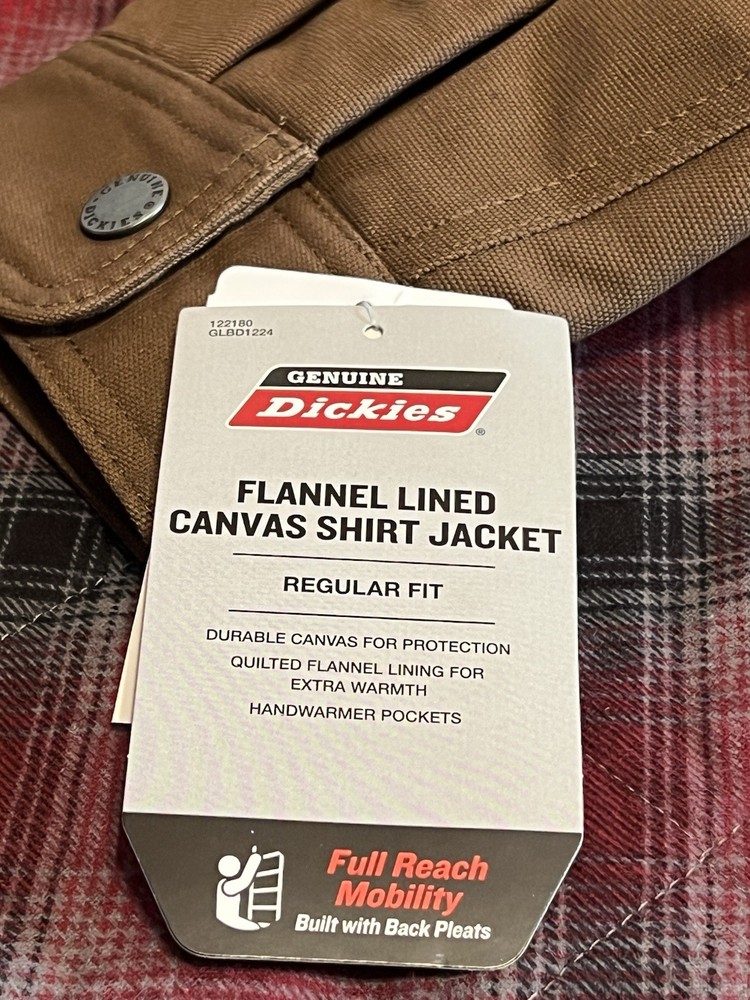 GENUINE
DICKIES®
122180
GLBD1224
GENUINE
Dickies
®
FLANNEL LINED
CANVAS SHIRT JACKET
REGULAR FIT
DURABLE CANVAS FOR PROTECTION
QUILTED FLANNEL LINING FOR
EXTRA WARMTH
HANDWARMER POCKETS
Full Reach
Mobility
Built with Back Pleats